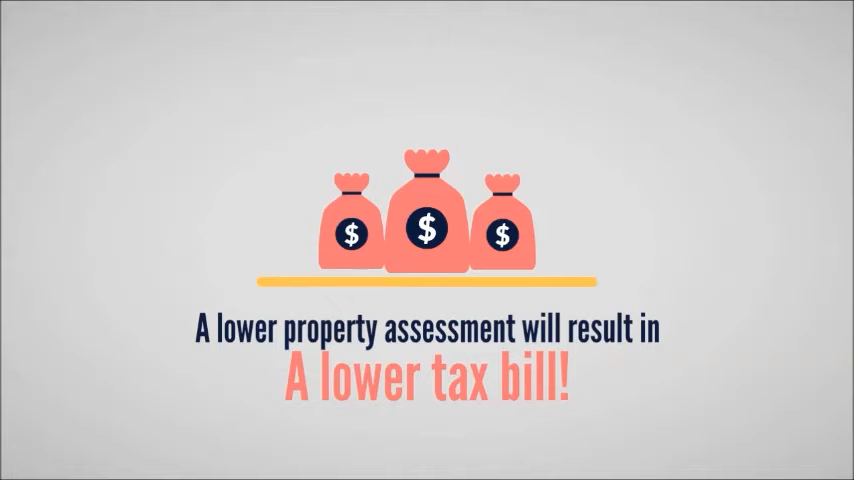 $ $ $
A lower property assessment will result in
A lower tax bill!